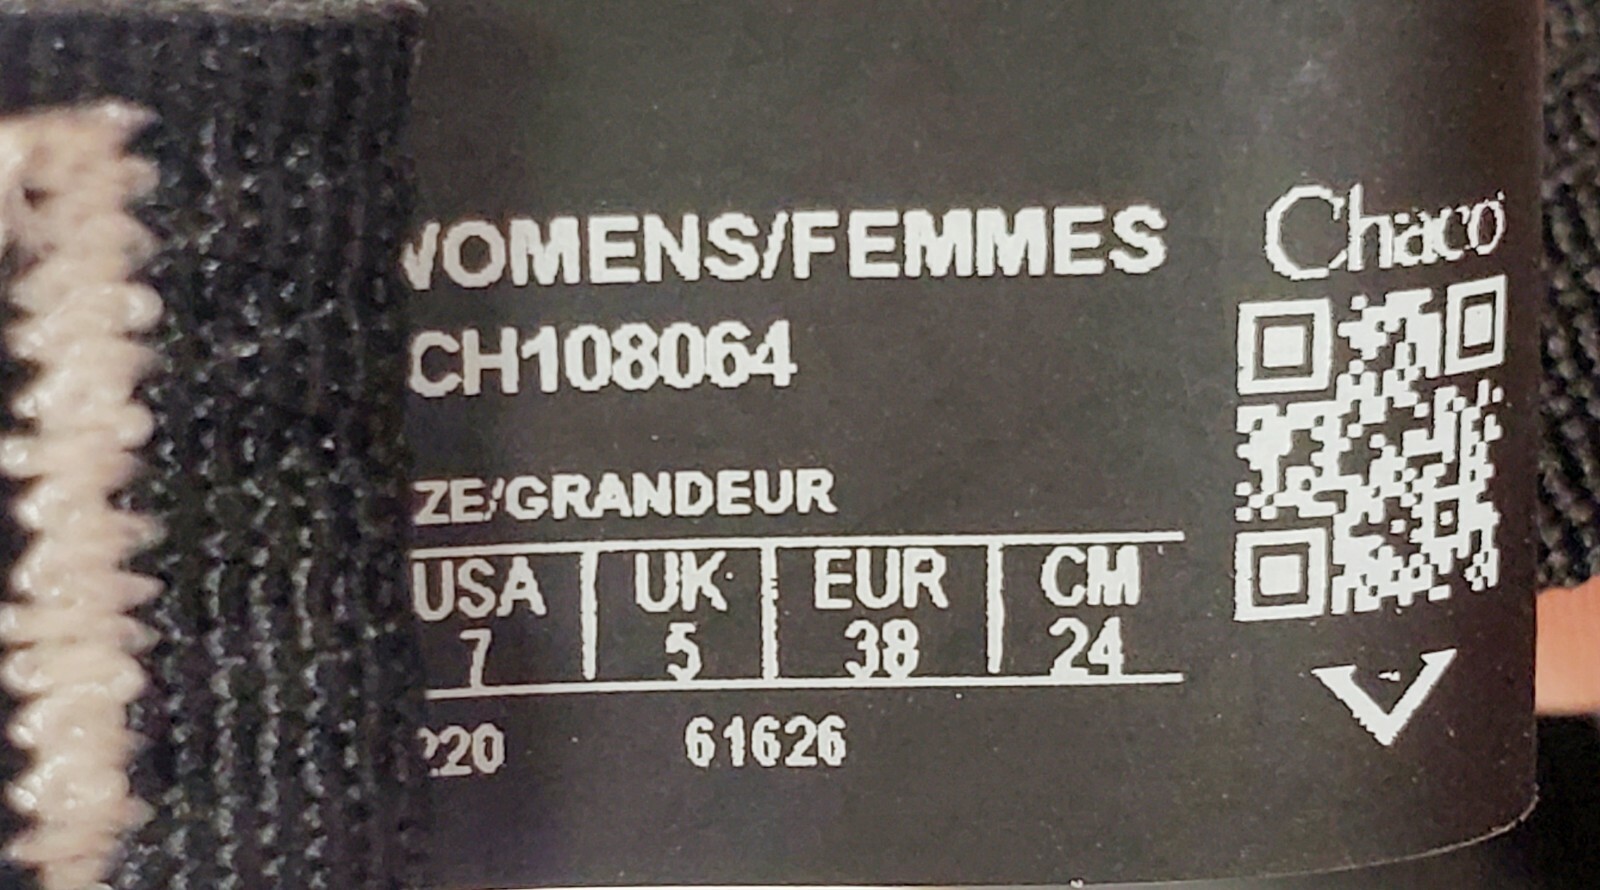 WOMENS/FEMMES
Chaco
CH108064
ZE/GRANDEUR
USA UK EUR CM
7 5 38 24
220 61626